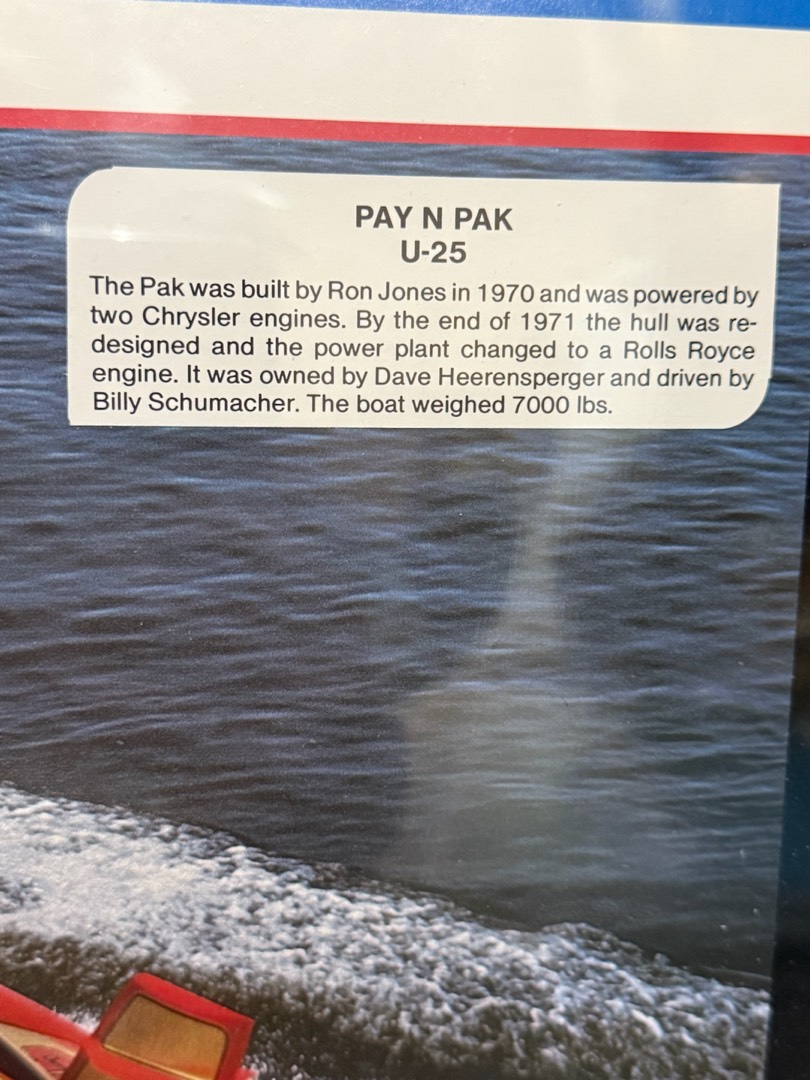 PAY N PAK
U-25
The Pak was built by Ron Jones in 1970 and was powered by
two Chrysler engines. By the end of 1971 the hull was re-
designed and the power plant changed to a Rolls Royce
engine. It was owned by Dave Heerensperger and driven by
Billy Schumacher. The boat weighed 7000 lbs.